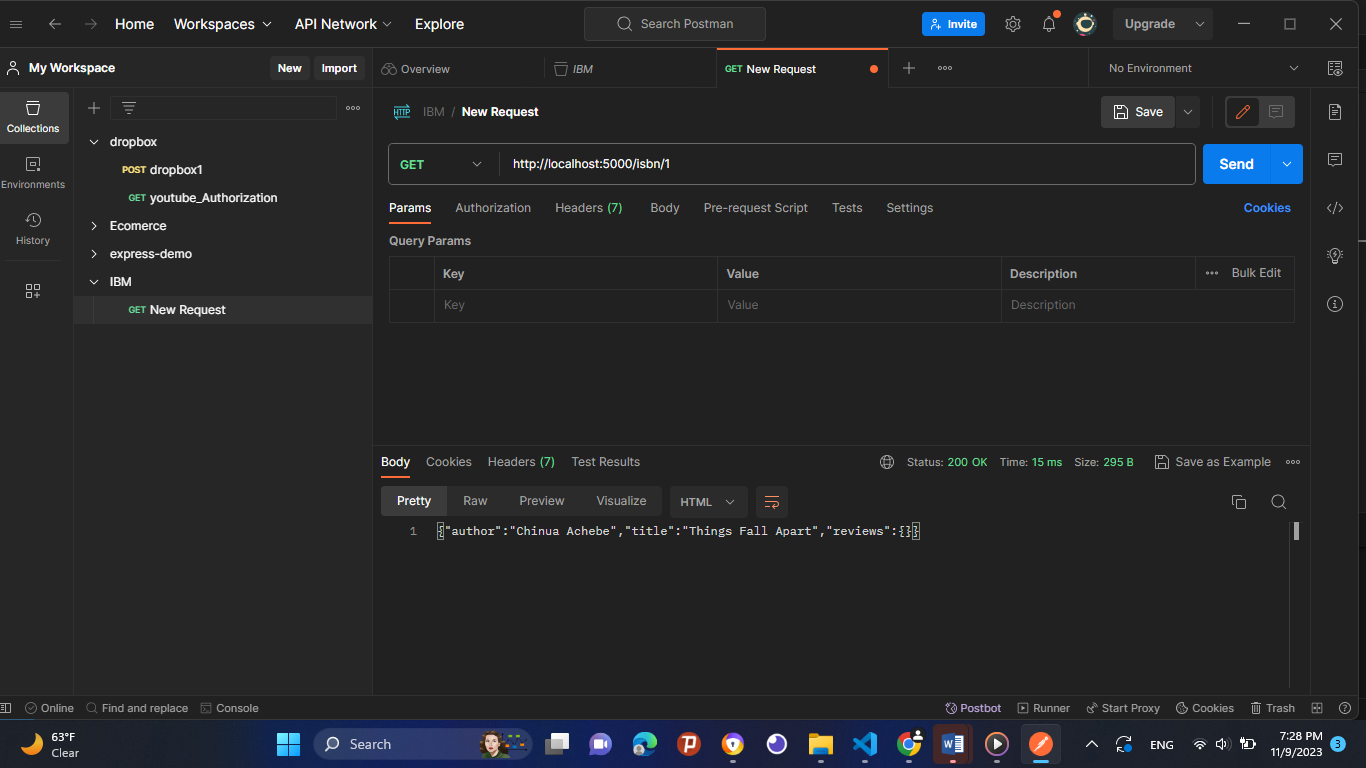 Home Workspaces API Network Explore Search Postman Invite Upgrade
My Workspace New Import Overview IBM GET New Request No Environment
Collections
Environments
History
dropbox
POST dropbox1
GET youtube_Authorization
Ecomerce
express-demo
IBM
GET New Request
HTTP IBM / New Request Save
GET http://localhost:5000/isbn/1 Send
Params Authorization Headers (7) Body Pre-request Script Tests Settings Cookies
Query Params
Key Value Description Bulk Edit
Key Value Description
Body Cookies Headers (7) Test Results Status: 200 OK Time: 15 ms Size: 295 B Save as Example
Pretty Raw Preview Visualize HTML
1 {"author":"Chinua Achebe","title":"Things Fall Apart","reviews":{}}
Online Find and replace Console Postbot Runner Start Proxy Cookies Trash
63°F
Clear
Search
ENG
7:28 PM
11/9/2023
3